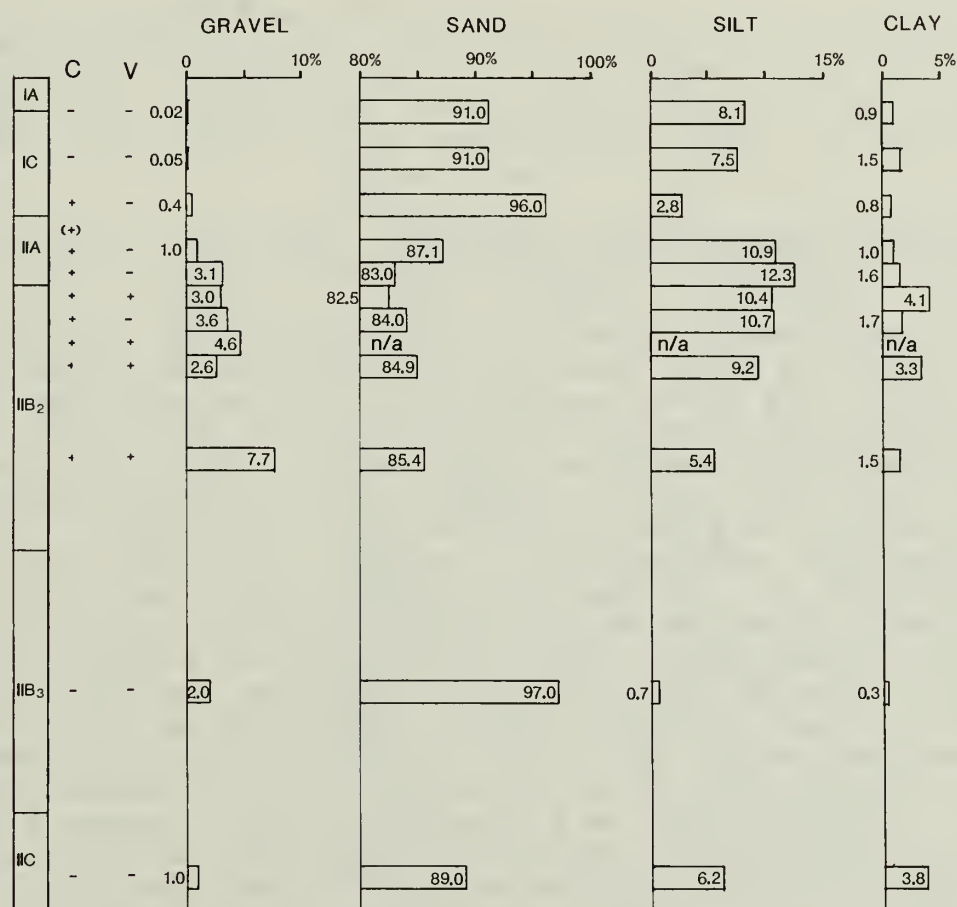 GRAVEL SAND SILT CLAY
C V 0 10% 80% 90% 100% 0 15% 0 5%
IA - - 0.02 91.0 8.1 0.9
IC - - 0.05 91.0 7.5 1.5
+ - 0.4 96.0 2.8 0.8
(+)
IIA + - 1.0 87.1 10.9 1.0
+ - 3.1 83.0 12.3 1.6
+ + 3.0 82.5 10.4 4.1
+ - 3.6 84.0 10.7 1.7
+ + 4.6 n/a n/a n/a
+ + 2.6 84.9 9.2 3.3
IIB2
+ + 7.7 85.4 5.4 1.5
IIB3 - - 2.0 97.0 0.7 0.3
IIC - - 1.0 89.0 6.2 3.8